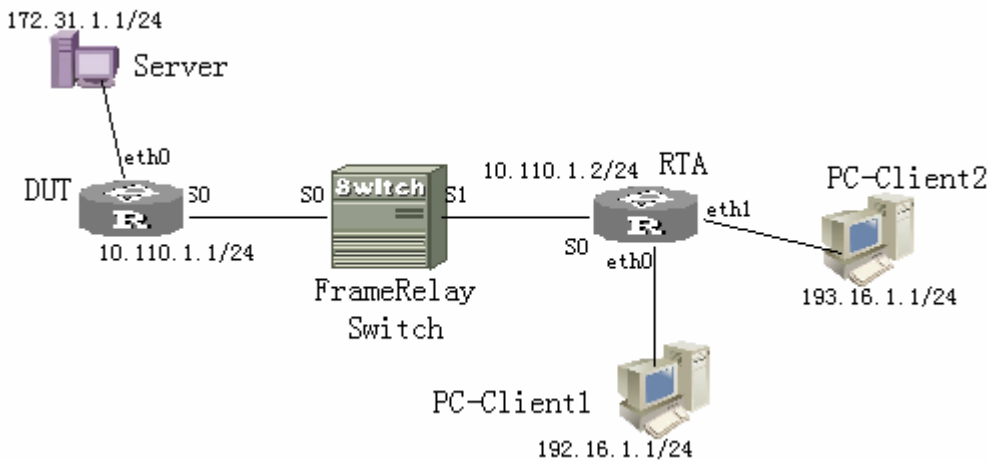 172.31.1.1/24
Server
eth0
DUT
S0
10.110.1.1/24
S0
Switch
S1
FrameRelay
Switch
10.110.1.2/24
RTA
S0
eth0
eth1
R
R
PC-Client2
193.16.1.1/24
PC-Client1
192.16.1.1/24